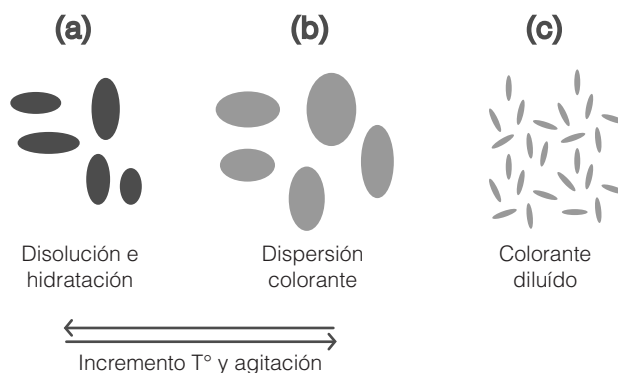 (a)
(b)
(c)
Disolución e
hidratación
Dispersión
colorante
Colorante
diluído
Incremento T° y agitación